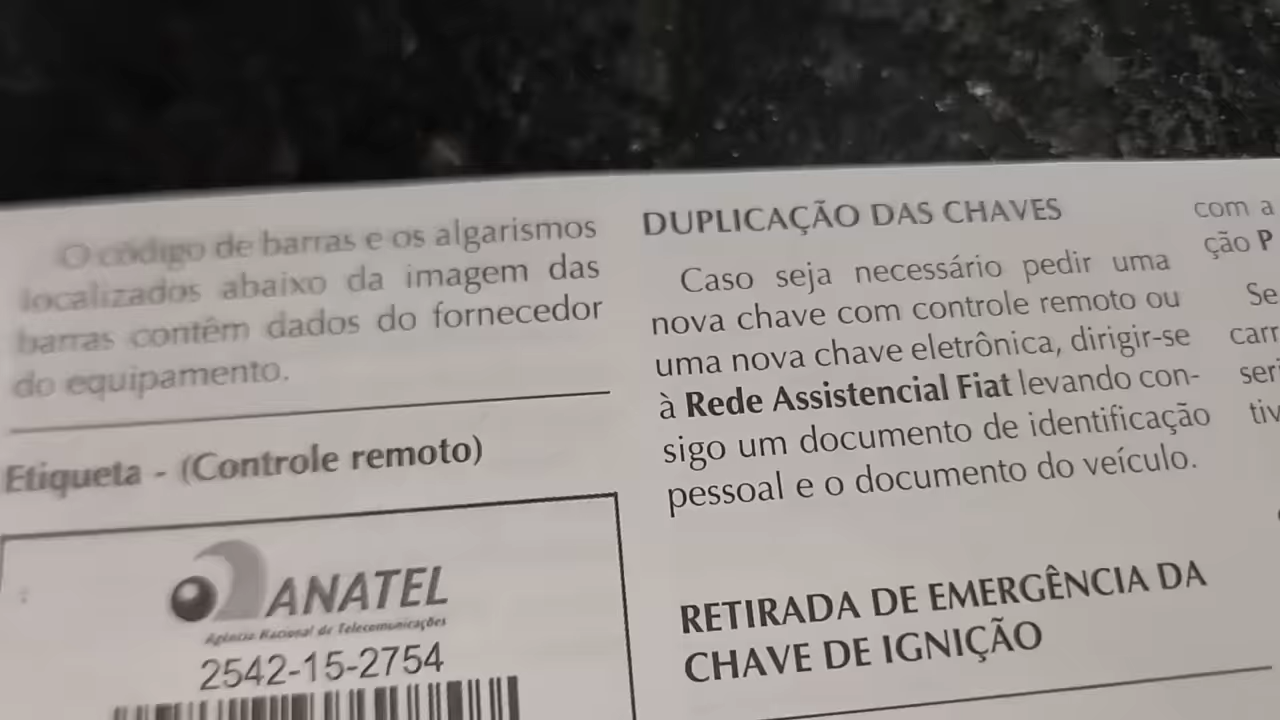 O código de barras e os algarismos
localizados abaixo da imagem das
barras contêm dados do fornecedor
do equipamento.
Etiqueta - (Controle remoto)
ANATEL
Agência Nacional de Telecomunicações
2542-15-2754
DUPLICAÇÃO DAS CHAVES
Caso seja necessário pedir uma
nova chave com controle remoto ou
uma nova chave eletrônica, dirigir-se
à Rede Assistencial Fiat levando con-
sigo um documento de identificação
pessoal e o documento do veículo.
RETIRADA DE EMERGÊNCIA DA
CHAVE DE IGNIÇÃO
com a
ção P
Se
carr
seri
tiv